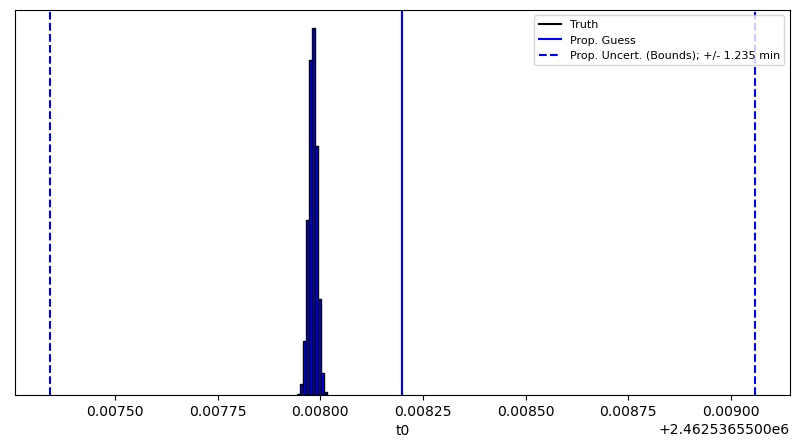 Truth
Prop. Guess
Prop. Uncert. (Bounds); +/- 1.235 min
0.00750
0.00775
0.00800
0.00825
0.00850
0.00875
0.00900
t0
+2.4625365500e6